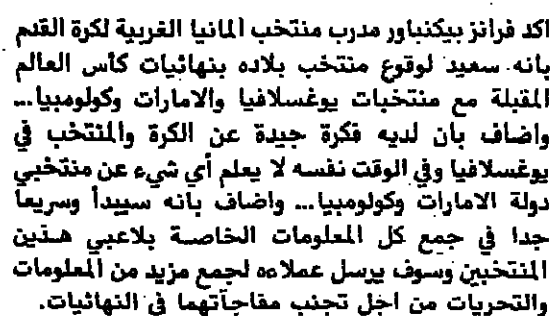 اكد فرانز بيكنباور مدرب منتخب المانيا الغربية لكرة القدم
بانه سعيد لوقوع منتخب بلاده بنهائيات كأس العالم
المقبلة مع منتخبات يوغسلافيا والامارات وكولومبيا...
واضاف بان لديه فكرة جيدة عن الكرة والمنتخب في
يوغسلافيا وفي الوقت نفسه لا يعلم أي شيء عن منتخبي
دولة الامارات وكولومبيا... واضاف بانه سيبدأ وسريعا
جدا في جمع كل المعلومات الخاصة بلاعبي هذين
المنتخبين وسوف يرسل عملاءه لجمع مزيد من المعلومات
والتحريات من اجل تجنب مفاجآتهما في النهائيات.